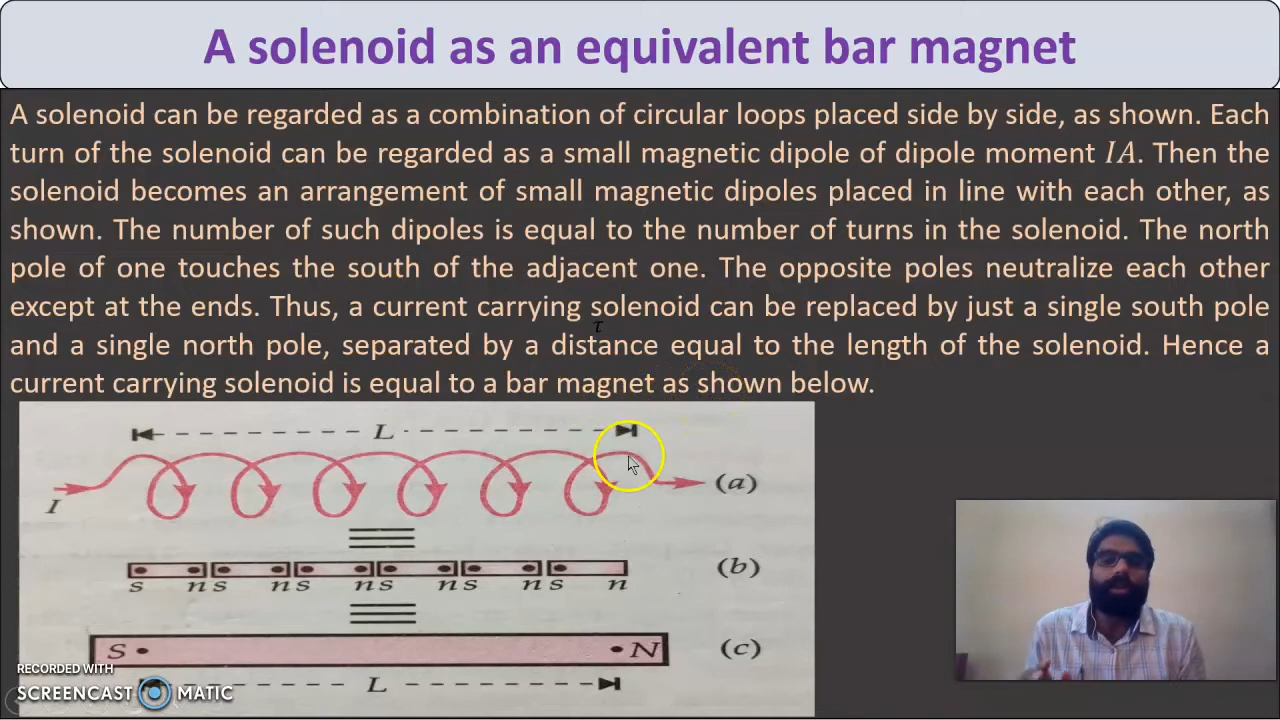 A solenoid as an equivalent bar magnet
A solenoid can be regarded as a combination of circular loops placed side by side, as shown. Each
turn of the solenoid can be regarded as a small magnetic dipole of dipole moment IA. Then the
solenoid becomes an arrangement of small magnetic dipoles placed in line with each other, as
shown. The number of such dipoles is equal to the number of turns in the solenoid. The north
pole of one touches the south of the adjacent one. The opposite poles neutralize each other
except at the ends. Thus, a current carrying solenoid can be replaced by just a single south pole
τ
and a single north pole, separated by a distance equal to the length of the solenoid. Hence a
current carrying solenoid is equal to a bar magnet as shown below.
L
I
(a)
s n s n s n s n s n s n
(b)
S N
(c)
L
RECORDED WITH
SCREENCAST MATIC